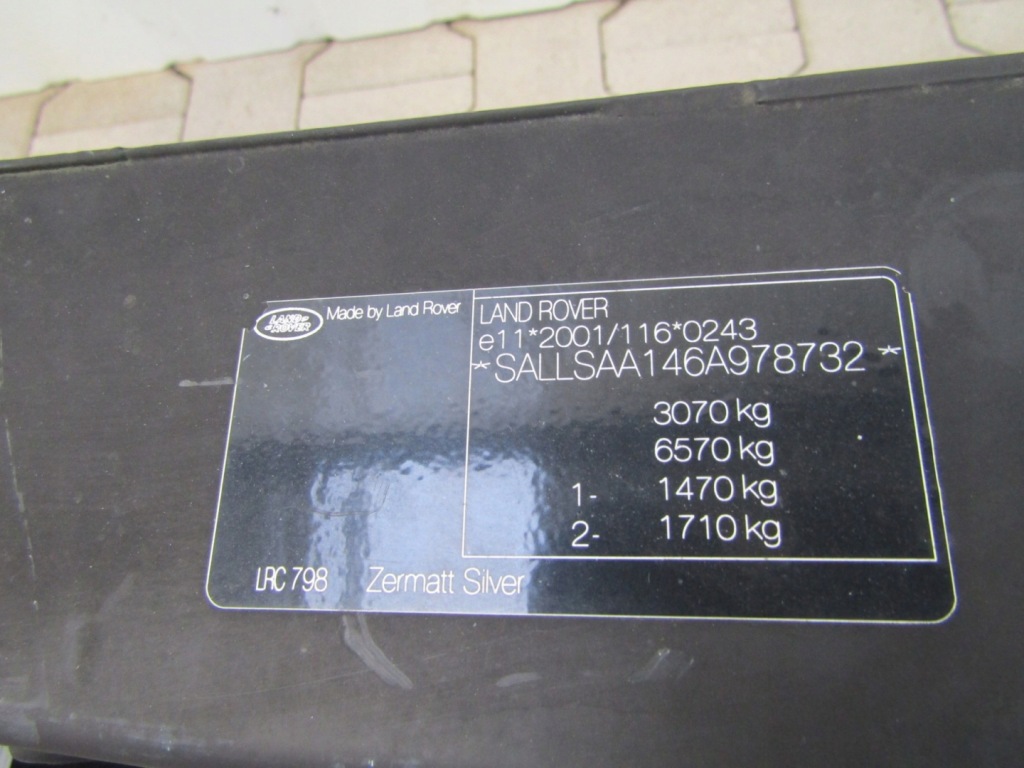 LAND-
-ROVER
Made by Land Rover
LAND ROVER
e11*2001/116*0243
*SALLSAA146A978732*
3070 kg
6570 kg
1- 1470 kg
2- 1710 kg
LRC 798 Zermatt Silver